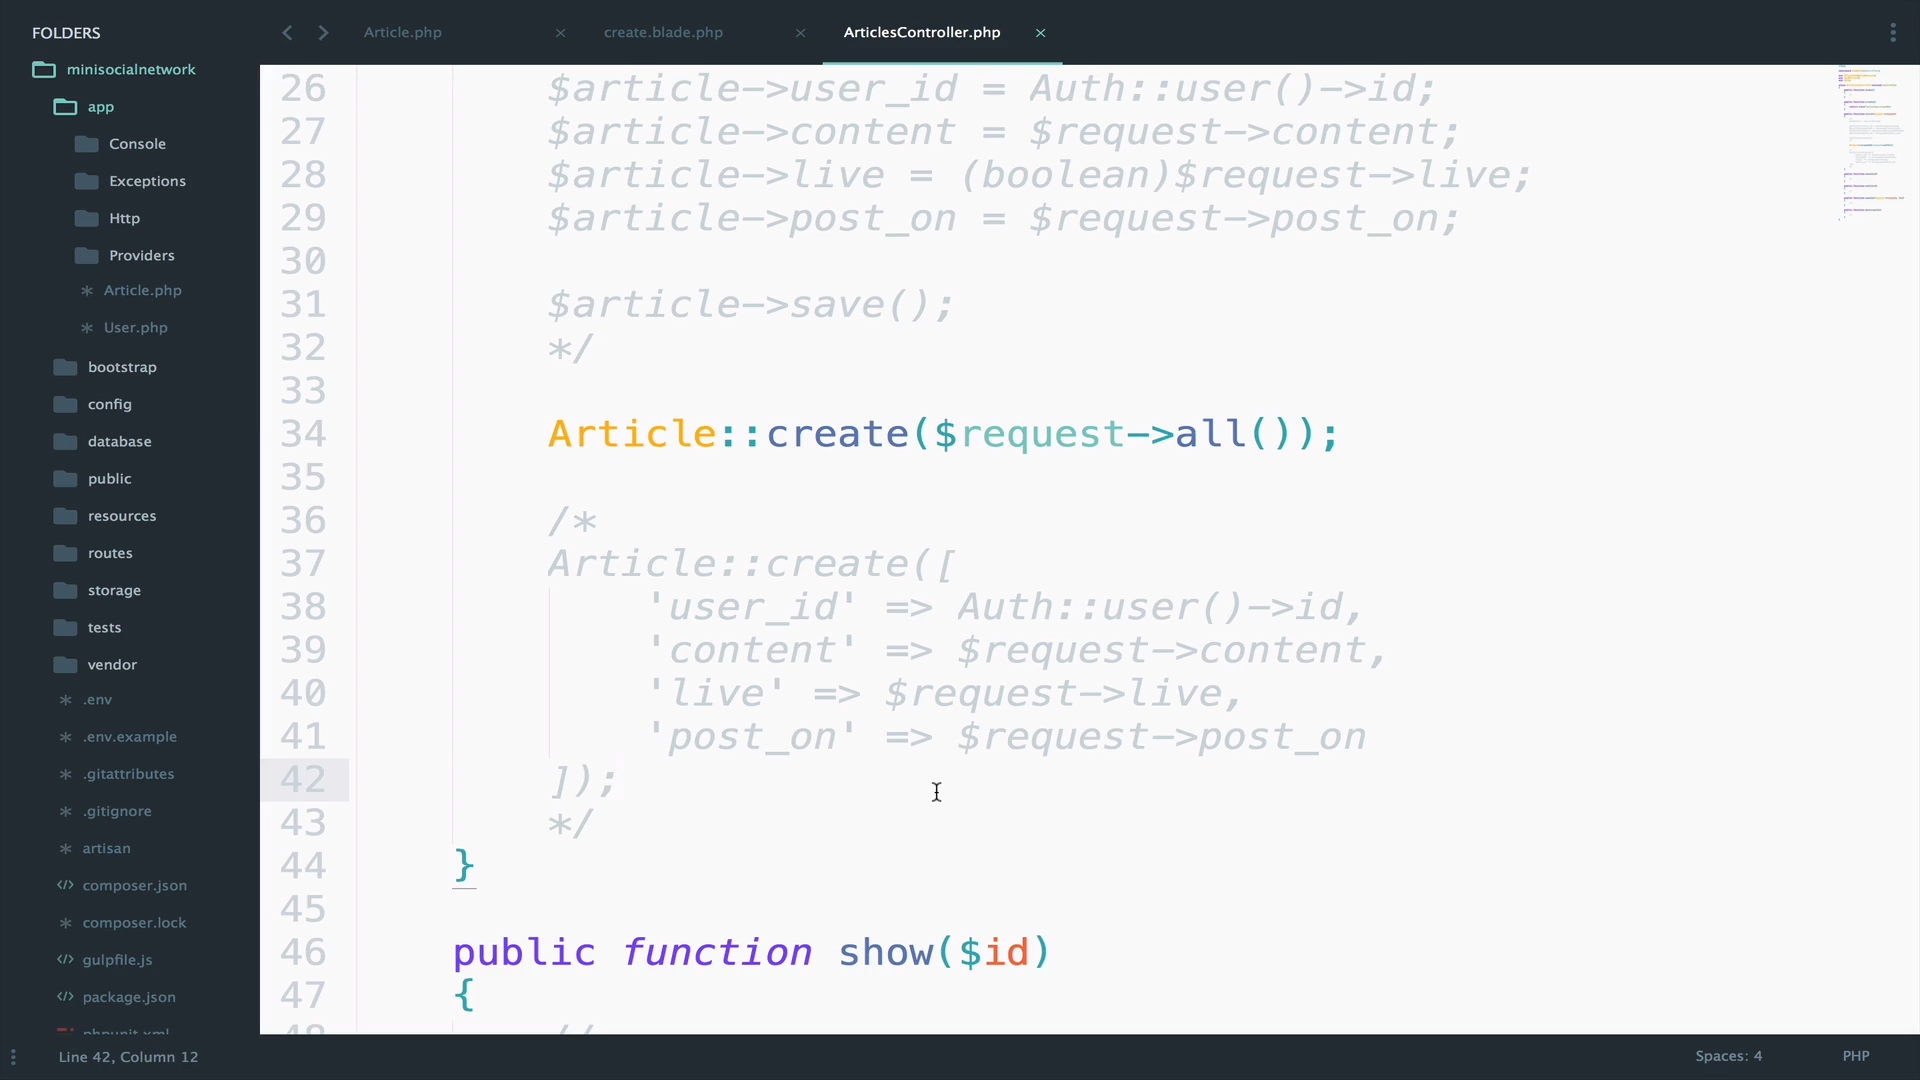 FOLDERS
minisocialnetwork
app
Console
Exceptions
Http
Providers
Article.php
User.php
bootstrap
config
database
public
resources
routes
storage
tests
vendor
.env
.env.example
.gitattributes
.gitignore
artisan
composer.json
composer.lock
gulpfile.js
package.json
phpunit.xml
Article.php
create.blade.php
ArticlesController.php
26 $article->user_id = Auth::user()->id;
27 $article->content = $request->content;
28 $article->live = (boolean)$request->live;
29 $article->post_on = $request->post_on;
30
31 $article->save();
32 */
33
34 Article::create($request->all());
35
36 /*
37 Article::create([
38 'user_id' => Auth::user()->id,
39 'content' => $request->content,
40 'live' => $request->live,
41 'post_on' => $request->post_on
42 ]);
43 */
44 }
45
46 public function show($id)
47 {
48 //
Line 42, Column 12
Spaces: 4
PHP